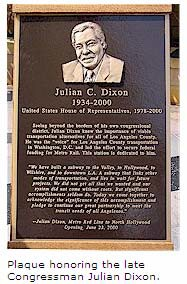 Julian C. Dixon
1934-2000
United States House of Representatives, 1978-2000
Seeing beyond the borders of his own congressional
district, Julian Dixon knew the importance of viable
transportation alternatives for all of Los Angeles County.
He was the "voice" for Los Angeles County transportation
in Washington, D.C. and led the effort to secure federal
funding for Metro Rail. This station is dedicated to him.
"We have built a subway to the Valley, to Hollywood, to
Wilshire, and to downtown L.A. A subway that links other
modes of transportation, and ties to wait for future
projects. We did not get all that we wanted and our
system did not come without costs. But significant
accomplishments seldom do. Today we come together to
acknowledge the significance of this accomplishment and
pledge to continue our great partnership to meet the
transit needs of all Angelenos."
—Julian Dixon, Metro Red Line to North Hollywood
Opening, June 23, 2000
Plaque honoring the late
Congressman Julian Dixon.